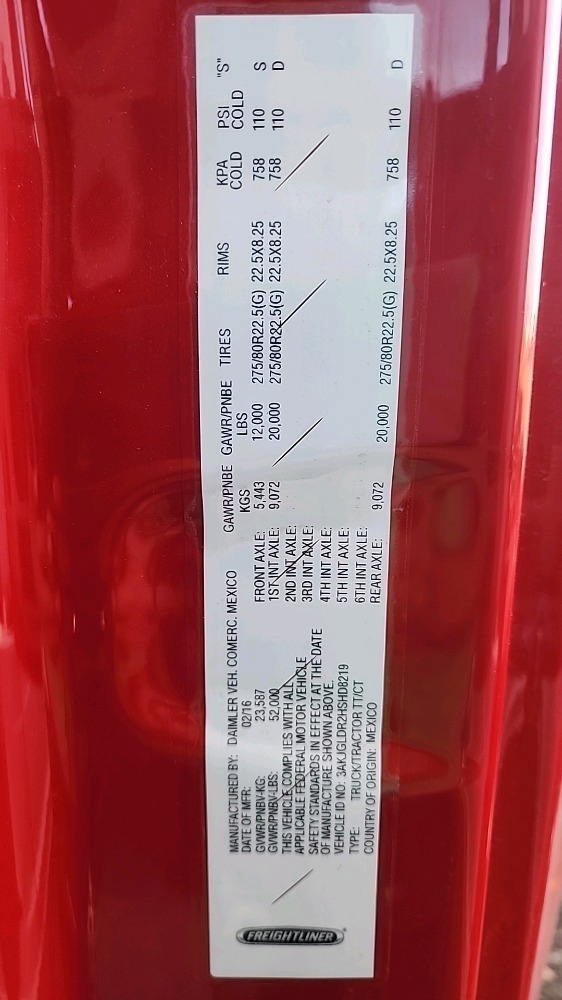 FREIGHTLINER
MANUFACTURED BY: DAIMLER VEH. COMERC. MEXICO
DATE OF MFR: 02/16
GVWR/PNBV-KG: 23,587
GVWR/PNBV-LBS: 52,000
THIS VEHICLE COMPLIES WITH ALL
APPLICABLE FEDERAL MOTOR VEHICLE
SAFETY STANDARDS IN EFFECT AT THE DATE
OF MANUFACTURE SHOWN ABOVE.
VEHICLE ID NO: 3AKJGLDR2HSHD8219
TYPE: TRUCK/TRACTOR TT/CT
COUNTRY OF ORIGIN: MEXICO
GAWR/PNBE GAWR/PNBE TIRES RIMS KPA PSI "S"
KGS LBS COLD COLD
FRONT AXLE: 5,443 12,000 275/80R22.5(G) 22.5X8.25 758 110 S
1ST INT AXLE: 9,072 20,000 275/80R22.5(G) 22.5X8.25 758 110 D
2ND INT AXLE:
3RD INT AXLE:
4TH INT AXLE:
5TH INT AXLE:
6TH INT AXLE:
REAR AXLE: 9,072 20,000 275/80R22.5(G) 22.5X8.25 758 110 D